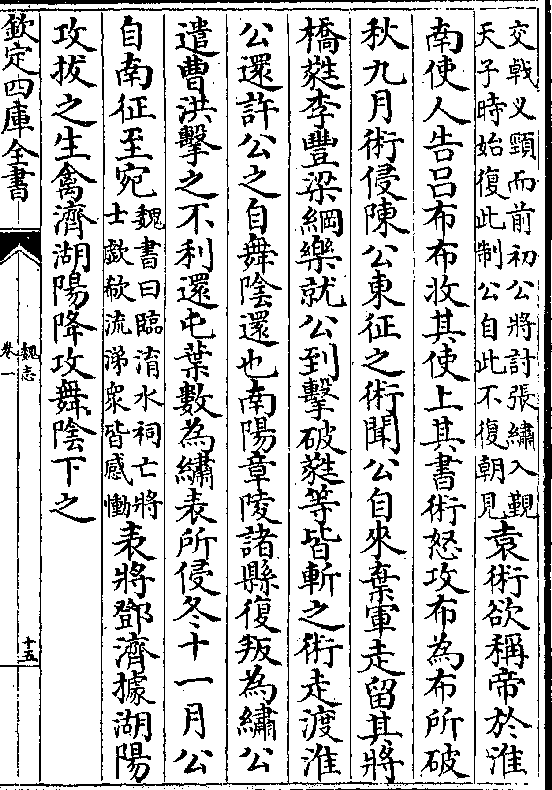 交戟叉頸而前初公將討張繡入覲
天子時始復此制公自此不復朝見
袁術欲稱帝於淮
南使人告呂布布收其使上其書術怒攻布為布所破
秋九月術侵陳公東征之術聞公自來棄軍走留其將
橋蕤李豐梁綱樂就公到擊破蕤等皆斬之術走渡淮
公還許公之自舞陰還也南陽章陵諸縣復叛為繡公
遣曹洪擊之不利還屯葉數為繡表所侵冬十一月公
自南征至宛
魏書曰臨淯水祠亡將
士歔欷流涕衆皆感慟
表將鄧濟據湖陽
攻拔之生禽濟湖陽降攻舞陰下之
欽定四庫全書
魏志
卷一
十五